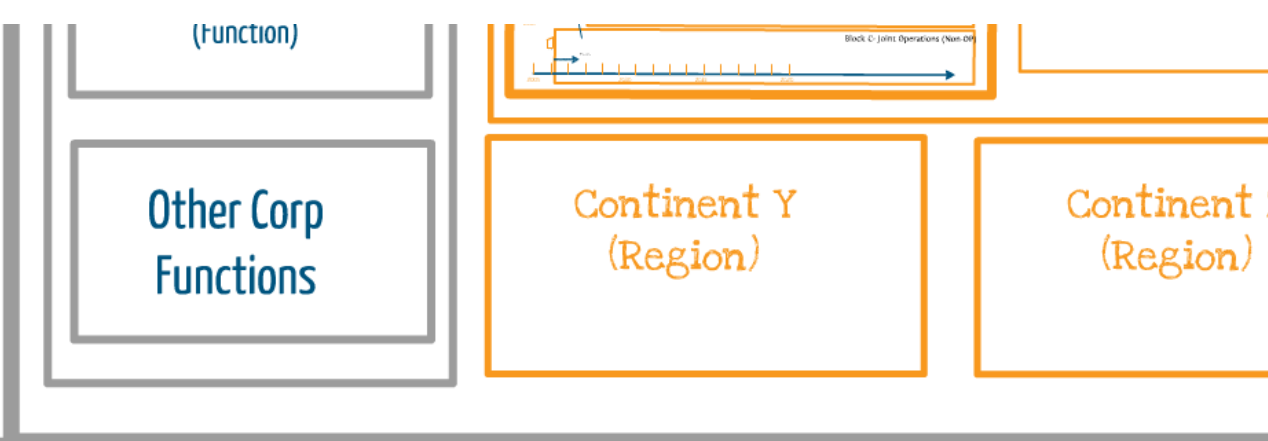 (Function)
Block C- Joint Operations (Non-OP)
Other Corp
Functions
Continent Y
(Region)
Continent
(Region)